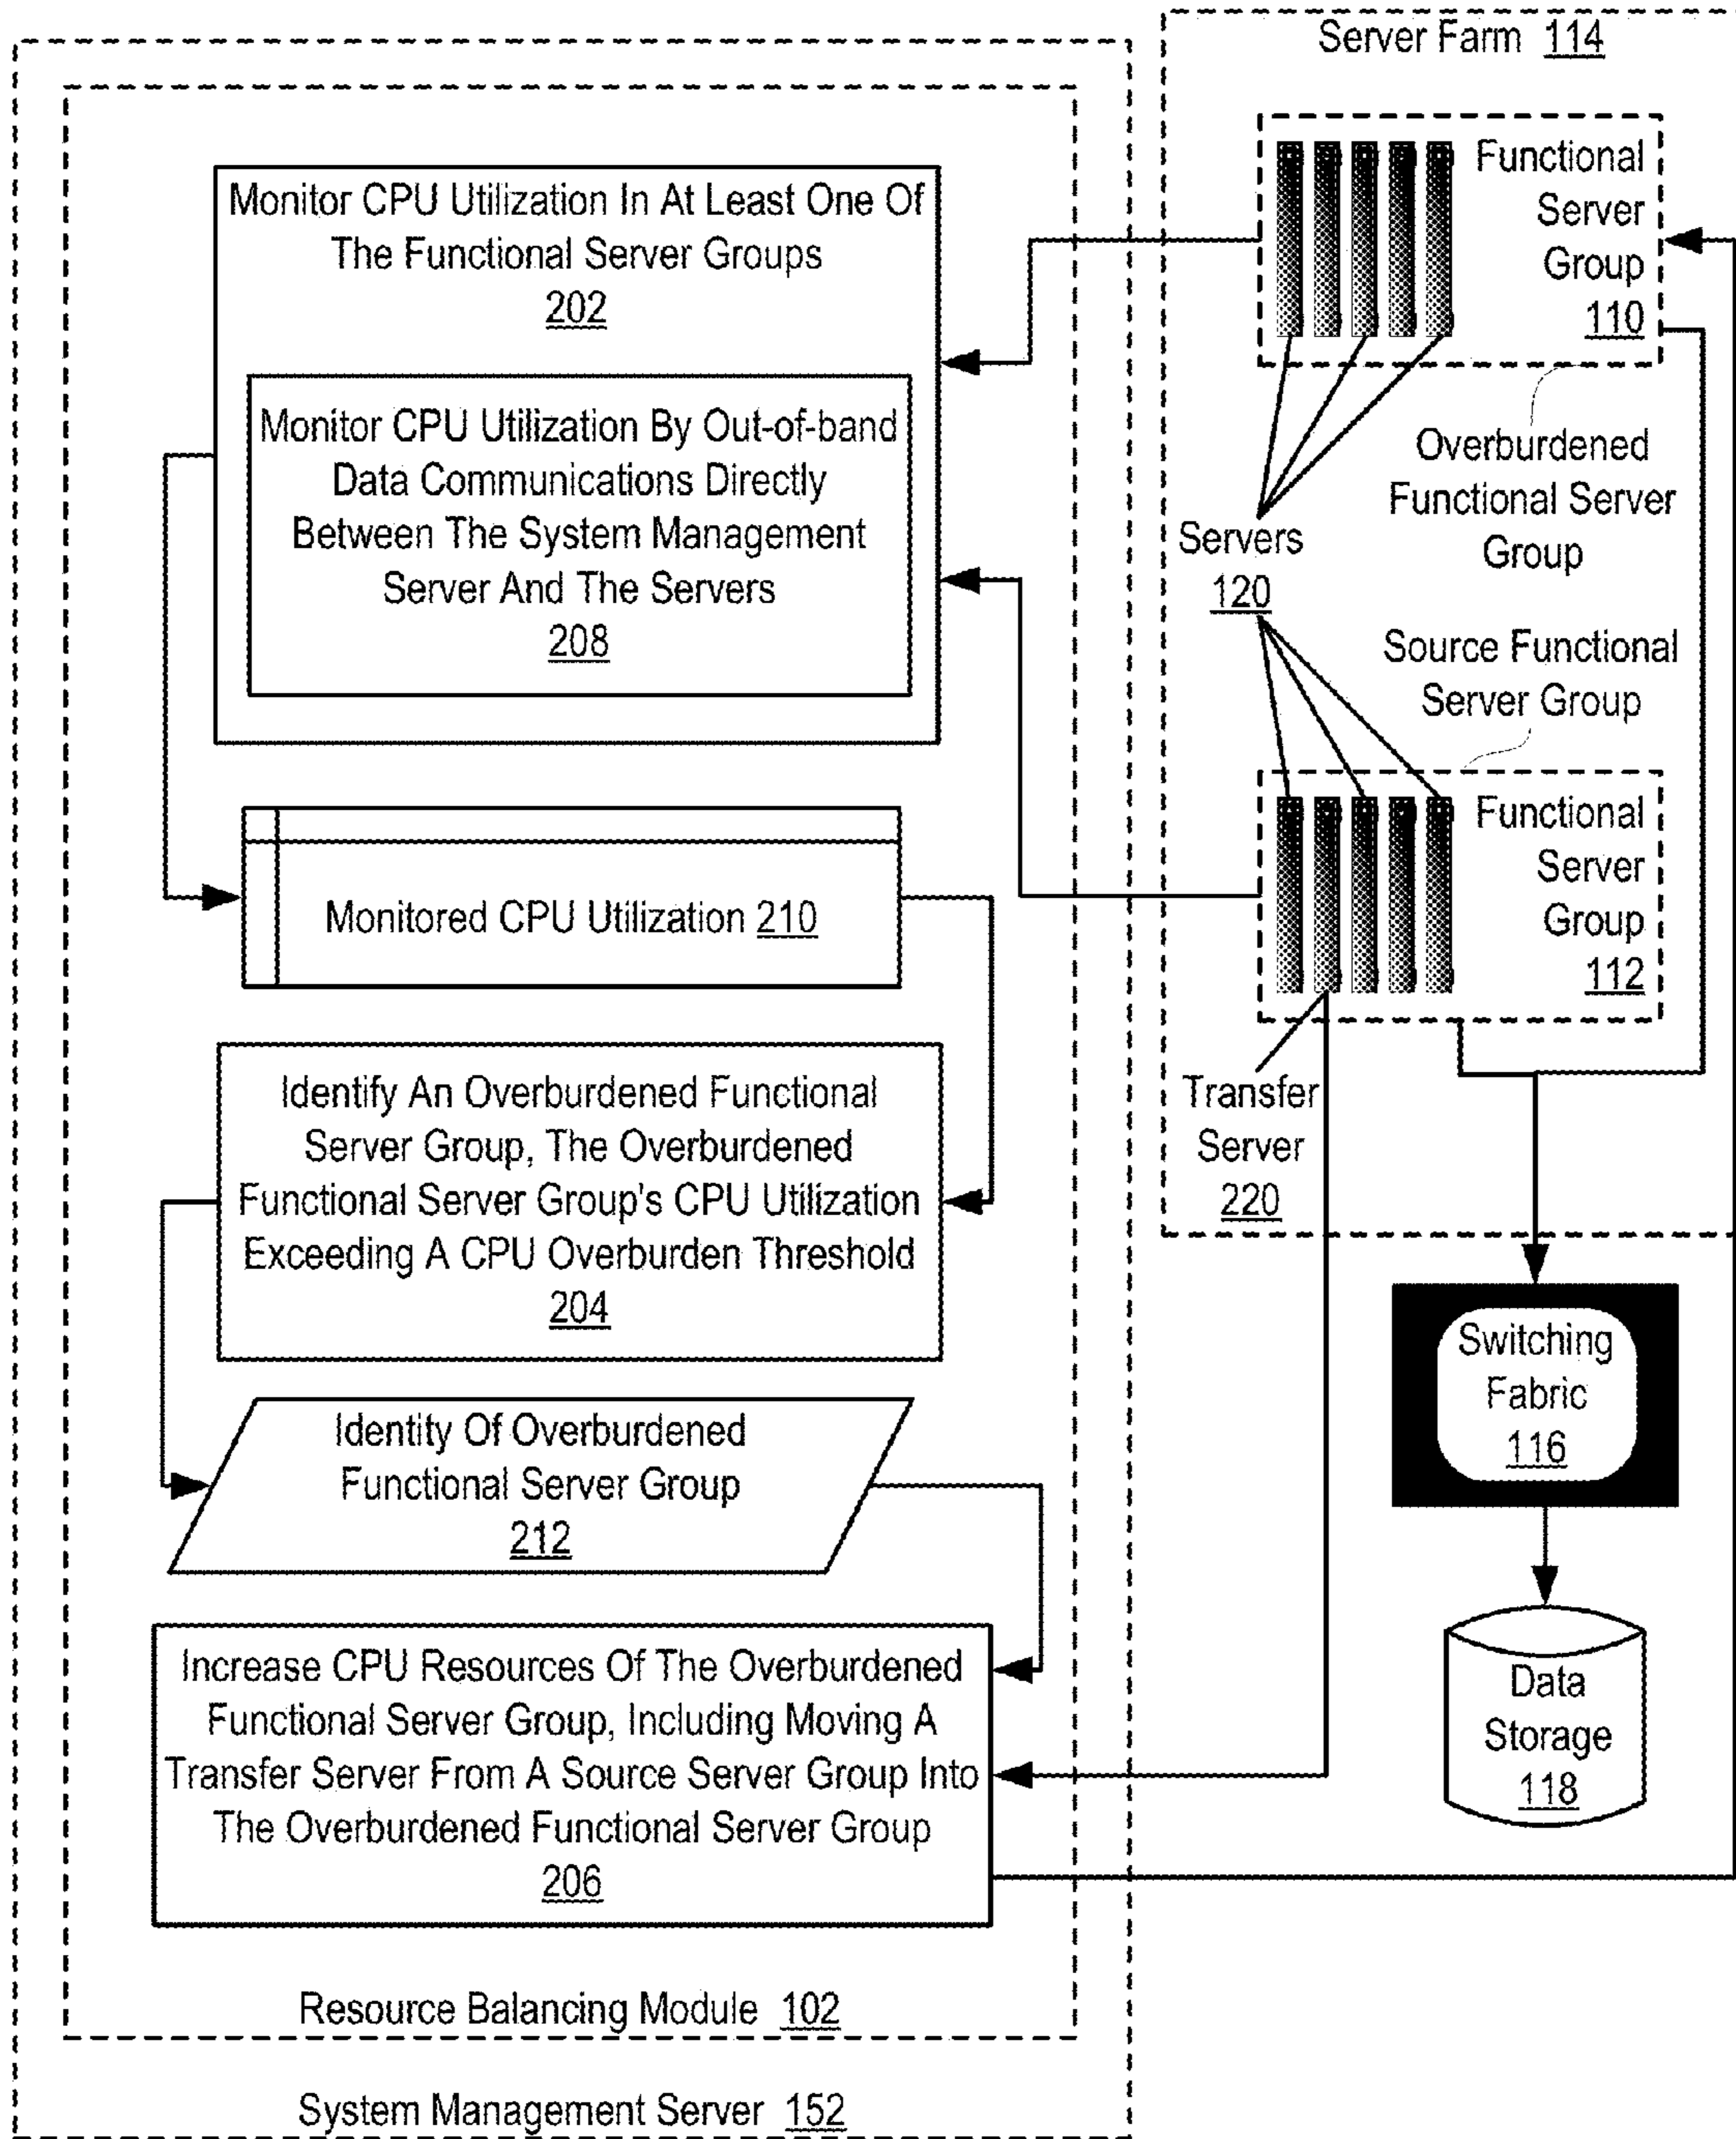 Monitor CPU Utilization In At Least One Of
The Functional Server Groups
202
Monitor CPU Utilization By Out-of-band
Data Communications Directly
Between The System Management
Server And The Servers
208
Monitored CPU Utilization 210
Identify An Overburdened Functional
Server Group, The Overburdened
Functional Server Group's CPU Utilization
Exceeding A CPU Overburden Threshold
204
Identity Of Overburdened
Functional Server Group
212
Increase CPU Resources Of The Overburdened
Functional Server Group, Including Moving A
Transfer Server From A Source Server Group Into
The Overburdened Functional Server Group
206
Resource Balancing Module 102
System Management Server 152
Server Farm 114
Functional
Server
Group
110
Overburdened
Functional Server
Group
Servers
120
Source Functional
Server Group
Functional
Server
Group
112
Transfer
Server
220
Switching
Fabric
116
Data
Storage
118